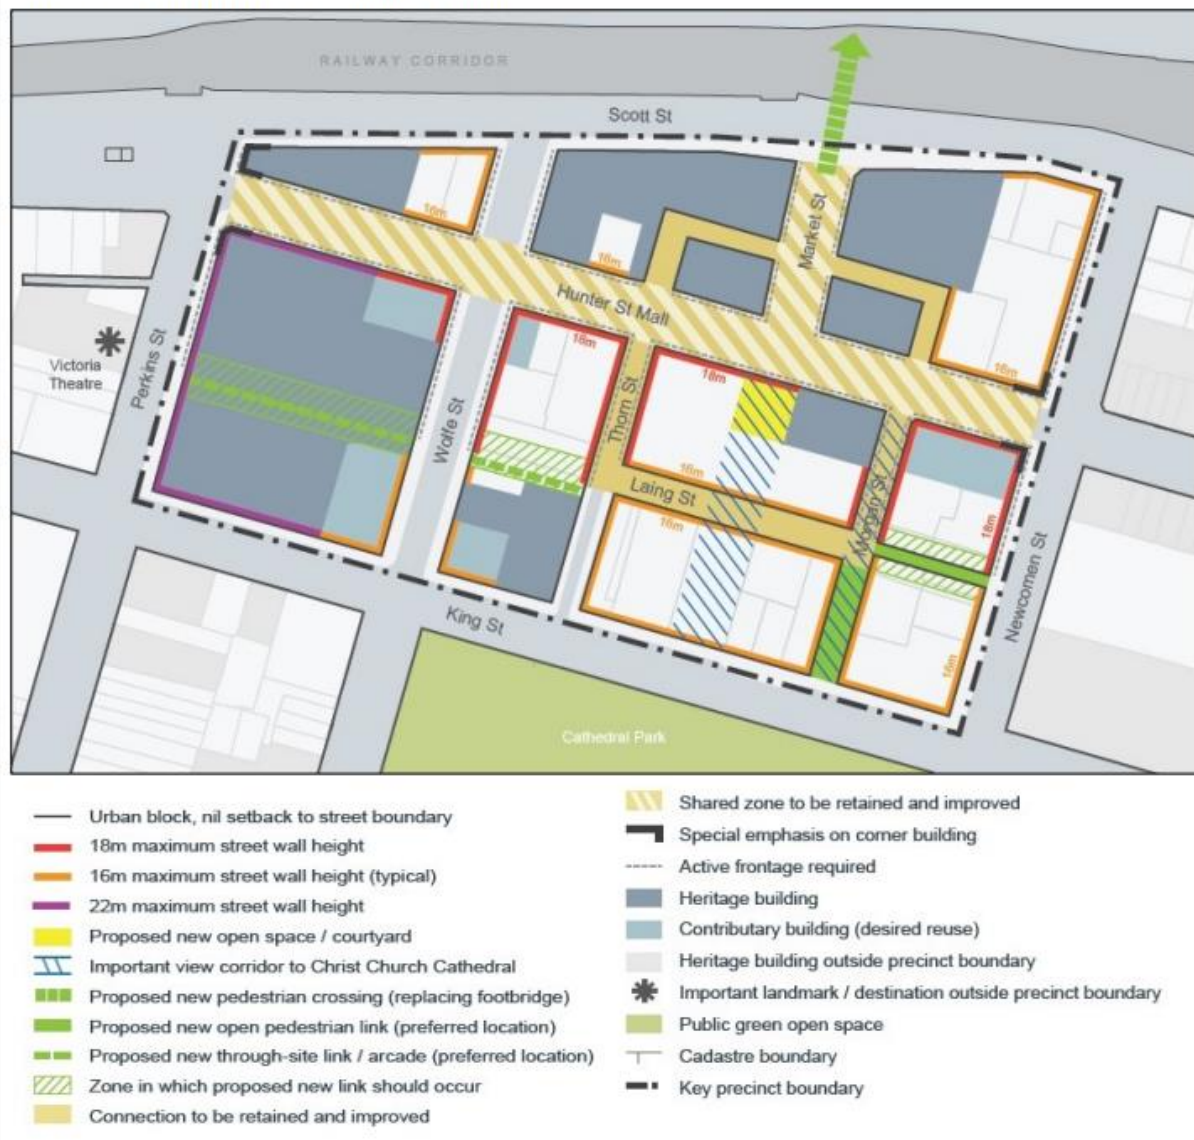 RAILWAY CORRIDOR
Scott St
16m
Market St
16m
Hunter St Mall
Victoria
Theatre
Perkins St
Wolfe St
18m
Thorn St
18m
16m
16m
Laing St
16m
Morgan St
18m
Newcomen St
16m
King St
Cathedral Park
Urban block, nil setback to street boundary
18m maximum street wall height
16m maximum street wall height (typical)
22m maximum street wall height
Proposed new open space / courtyard
Important view corridor to Christ Church Cathedral
Proposed new pedestrian crossing (replacing footbridge)
Proposed new open pedestrian link (preferred location)
Proposed new through-site link / arcade (preferred location)
Zone in which proposed new link should occur
Connection to be retained and improved
Shared zone to be retained and improved
Special emphasis on corner building
Active frontage required
Heritage building
Contributary building (desired reuse)
Heritage building outside precinct boundary
Important landmark / destination outside precinct boundary
Public green open space
Cadastre boundary
Key precinct boundary